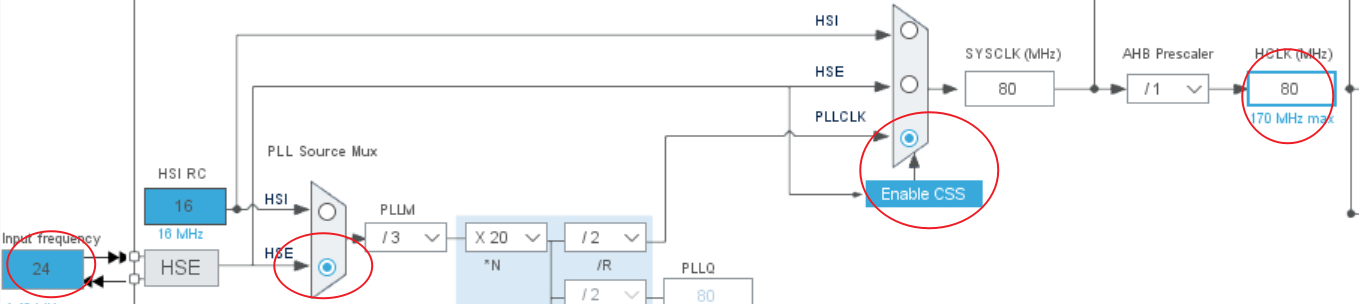 HSI
SYSCLK (MHz)
AHB Prescaler
HCLK (MHz)
HSE
80
/ 1
80
PLLCLK
170 MHz max
PLL Source Mux
HSI RC
Enable CSS
16
HSI
PLLM
16 MHz
Input frequency
/ 3
X 20
/ 2
HSE
24
HSE
*N
/R
PLLQ
/ 2
80